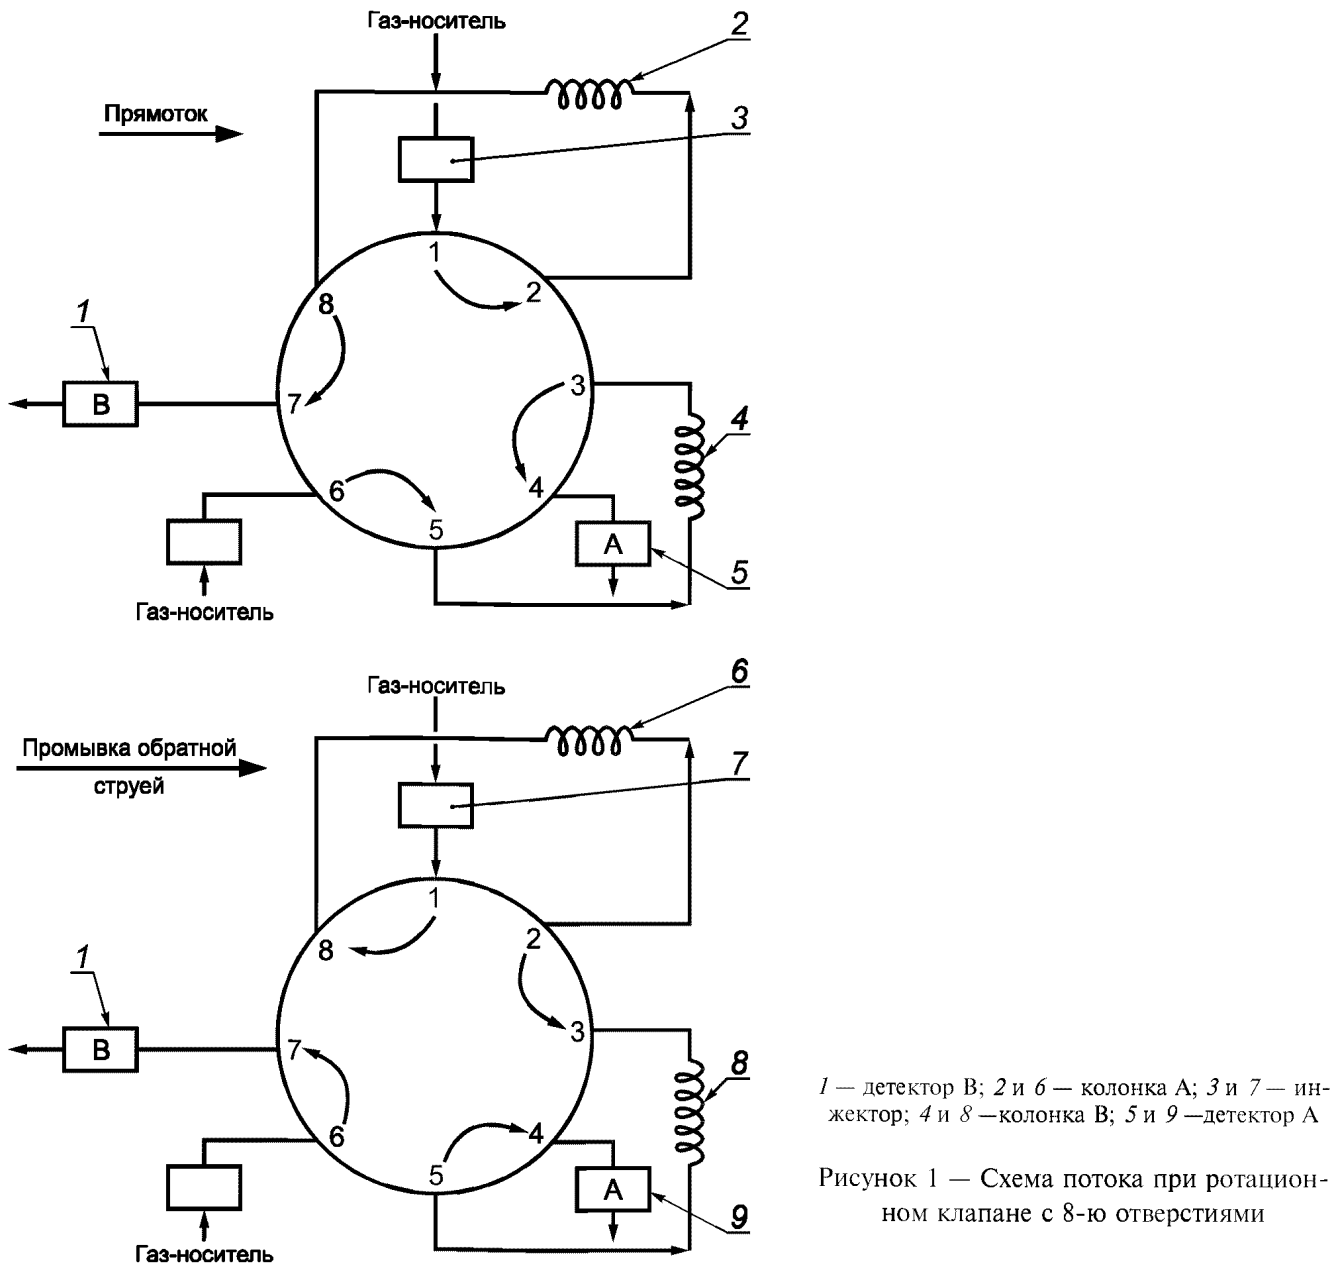 Газ-носитель
2
Прямоток
3
1
2
8
3
1
7
В
4
6
4
5
А
5
Газ-носитель
6
Газ-носитель
Промывка обратной
струей
7
1
2
8
3
1
7
В
8
6
4
5
А
9
Газ-носитель
1 — детектор В; 2 и 6 — колонка А; 3 и 7 — ин-
жектор; 4 и 8 —колонка В; 5 и 9 —детектор А
Рисунок 1 — Схема потока при ротацион-
ном клапане с 8-ю отверстиями